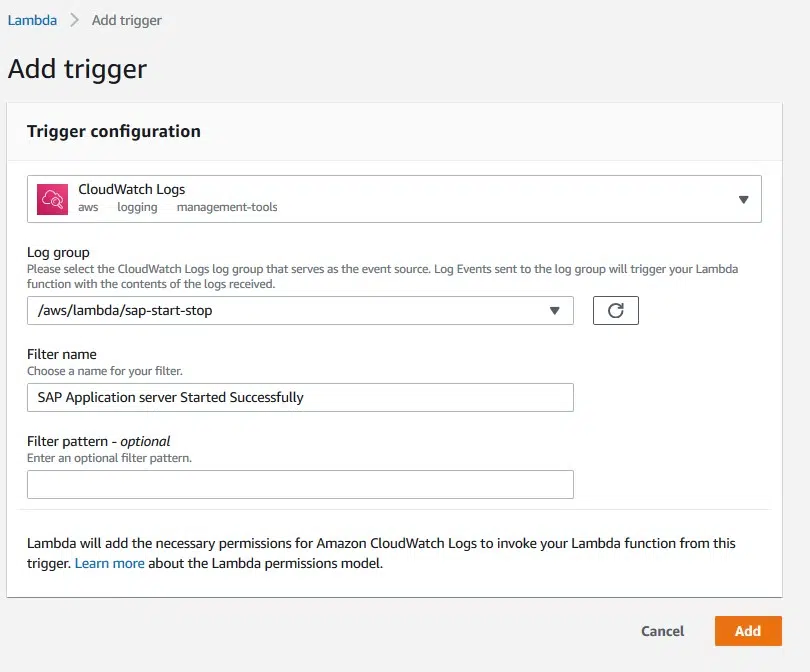 Lambda > Add trigger
Add trigger
Trigger configuration
CloudWatch Logs
aws logging management-tools
Log group
Please select the CloudWatch Logs log group that serves as the event source. Log Events sent to the log group will trigger your Lambda
function with the contents of the logs received.
/aws/lambda/sap-start-stop
Filter name
Choose a name for your filter.
SAP Application server Started Successfully
Filter pattern - optional
Enter an optional filter pattern.
Lambda will add the necessary permissions for Amazon CloudWatch Logs to invoke your Lambda function from this
trigger. Learn more about the Lambda permissions model.
Cancel Add